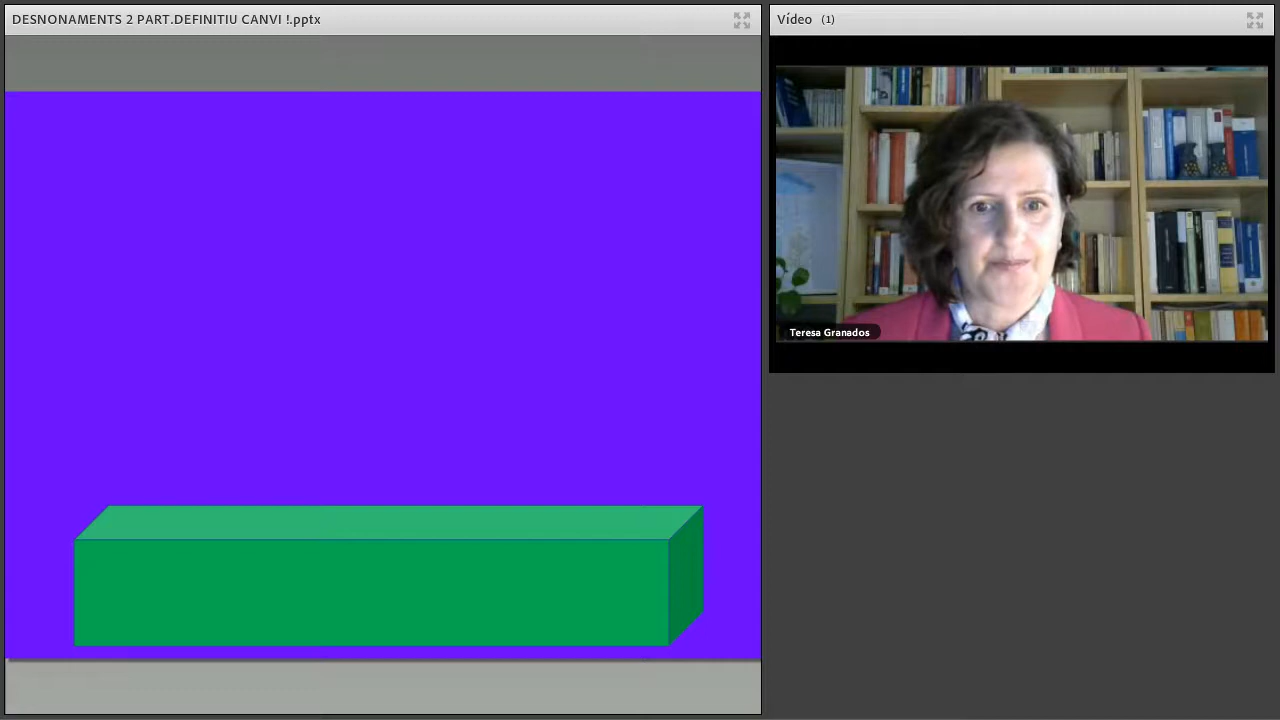 DESNONAMENTS 2 PART.DEFINITIU CANVI !.pptx
Vídeo (1)
Teresa Granados